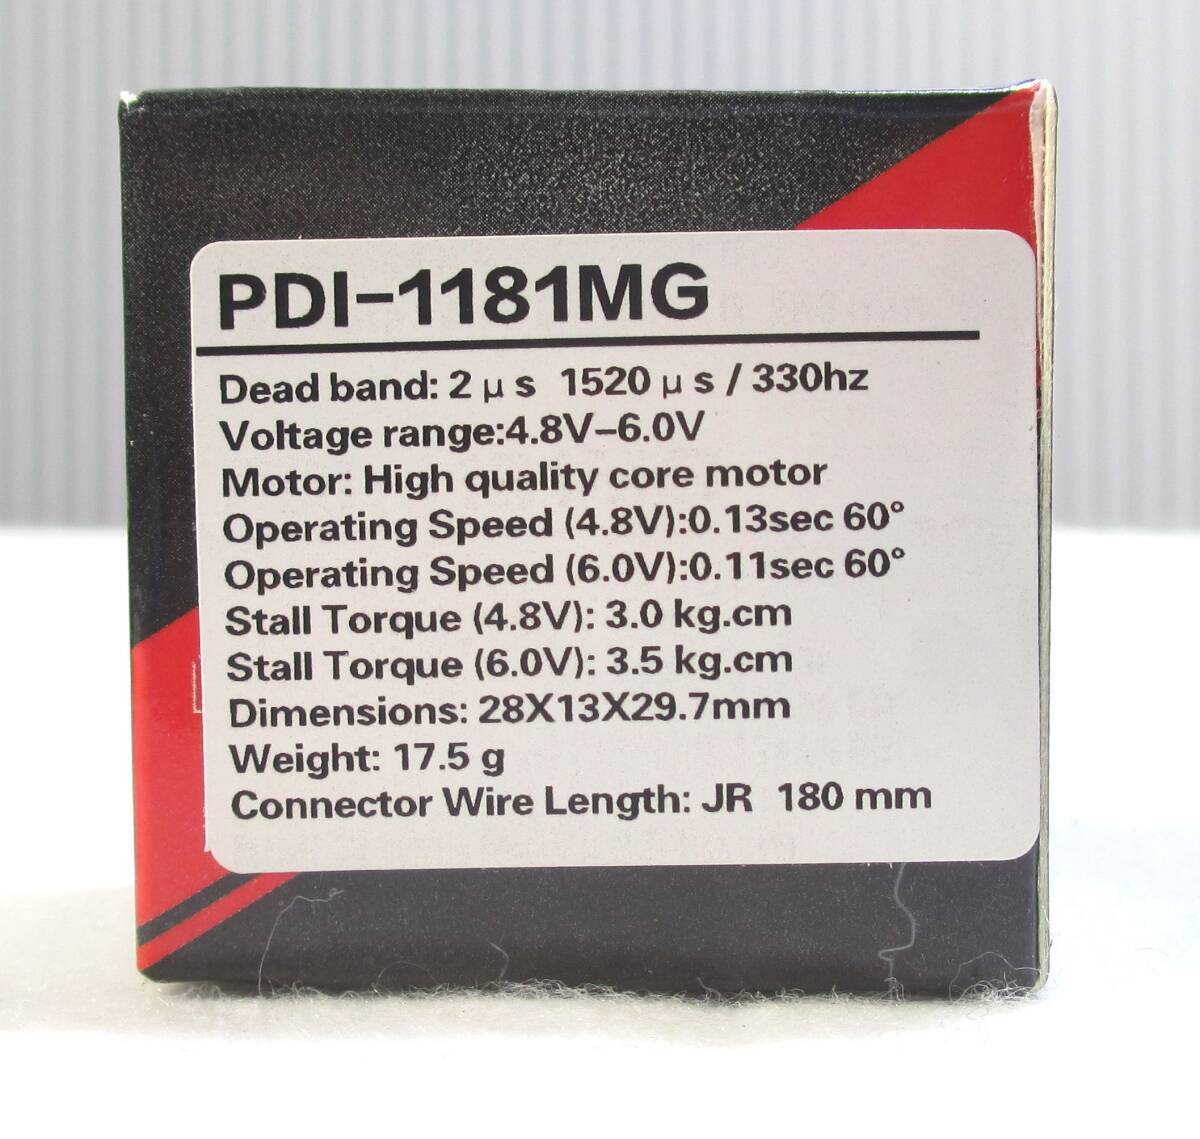 PDI-1181MG
Dead band: 2 μs 1520 μs / 330hz
Voltage range:4.8V-6.0V
Motor: High quality core motor
Operating Speed (4.8V):0.13sec 60°
Operating Speed (6.0V):0.11sec 60°
Stall Torque (4.8V): 3.0 kg.cm
Stall Torque (6.0V): 3.5 kg.cm
Dimensions: 28X13X29.7mm
Weight: 17.5 g
Connector Wire Length: JR 180 mm